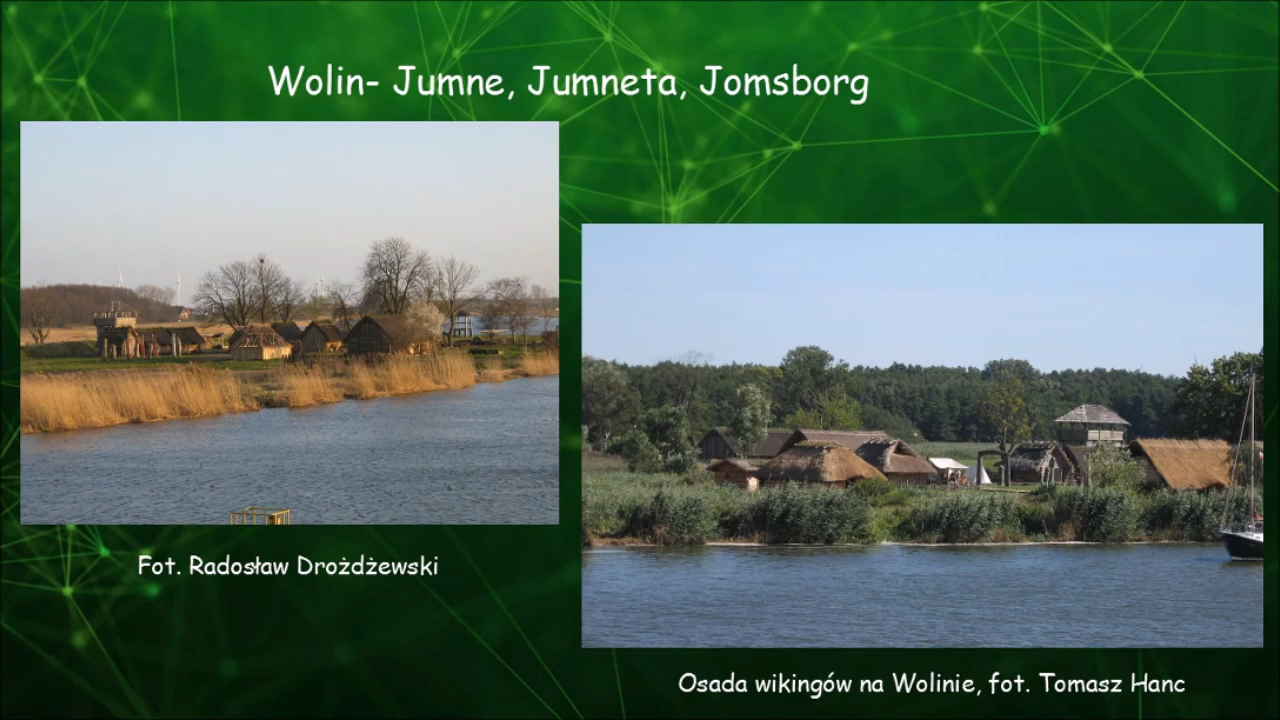 Wolin- Jumne, Jumneta, Jomsborg
Fot. Radosław Drożdżewski
Osada wikingów na Wolinie, fot. Tomasz Hanc